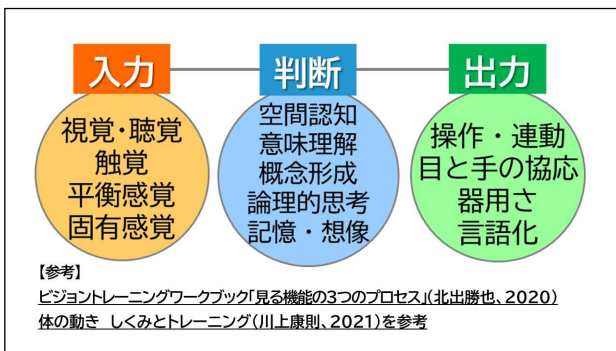 入力
視覚・聴覚
触覚
平衡感覚
固有感覚
判断
空間認知
意味理解
概念形成
論理的思考
記憶・想像
出力
操作・連動
目と手の協応
器用さ
言語化
【参考】
ビジョントレーニングワークブック「見る機能の3つのプロセス」(北出勝也、2020)
体の動き しくみとトレーニング(川上康則、2021)を参考